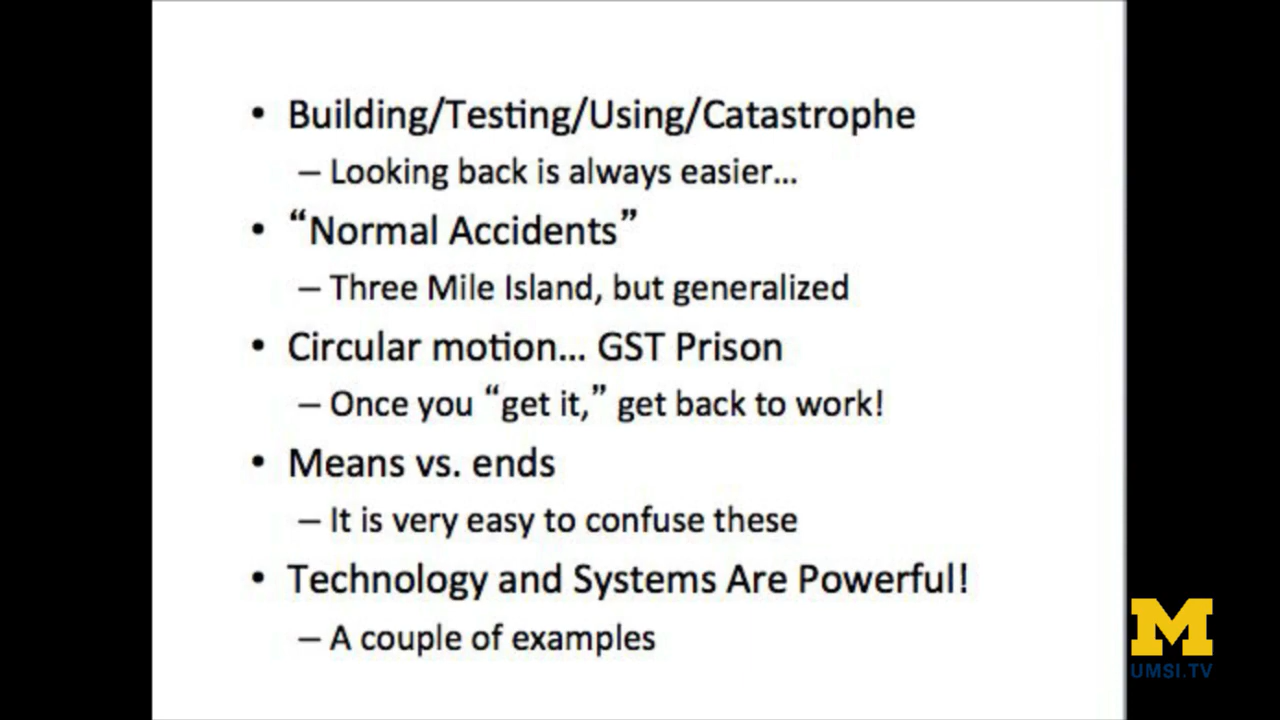 • Building/Testing/Using/Catastrophe
– Looking back is always easier...
• “Normal Accidents”
– Three Mile Island, but generalized
• Circular motion... GST Prison
– Once you “get it,” get back to work!
• Means vs. ends
– It is very easy to confuse these
• Technology and Systems Are Powerful!
– A couple of examples
M
UMSI.TV